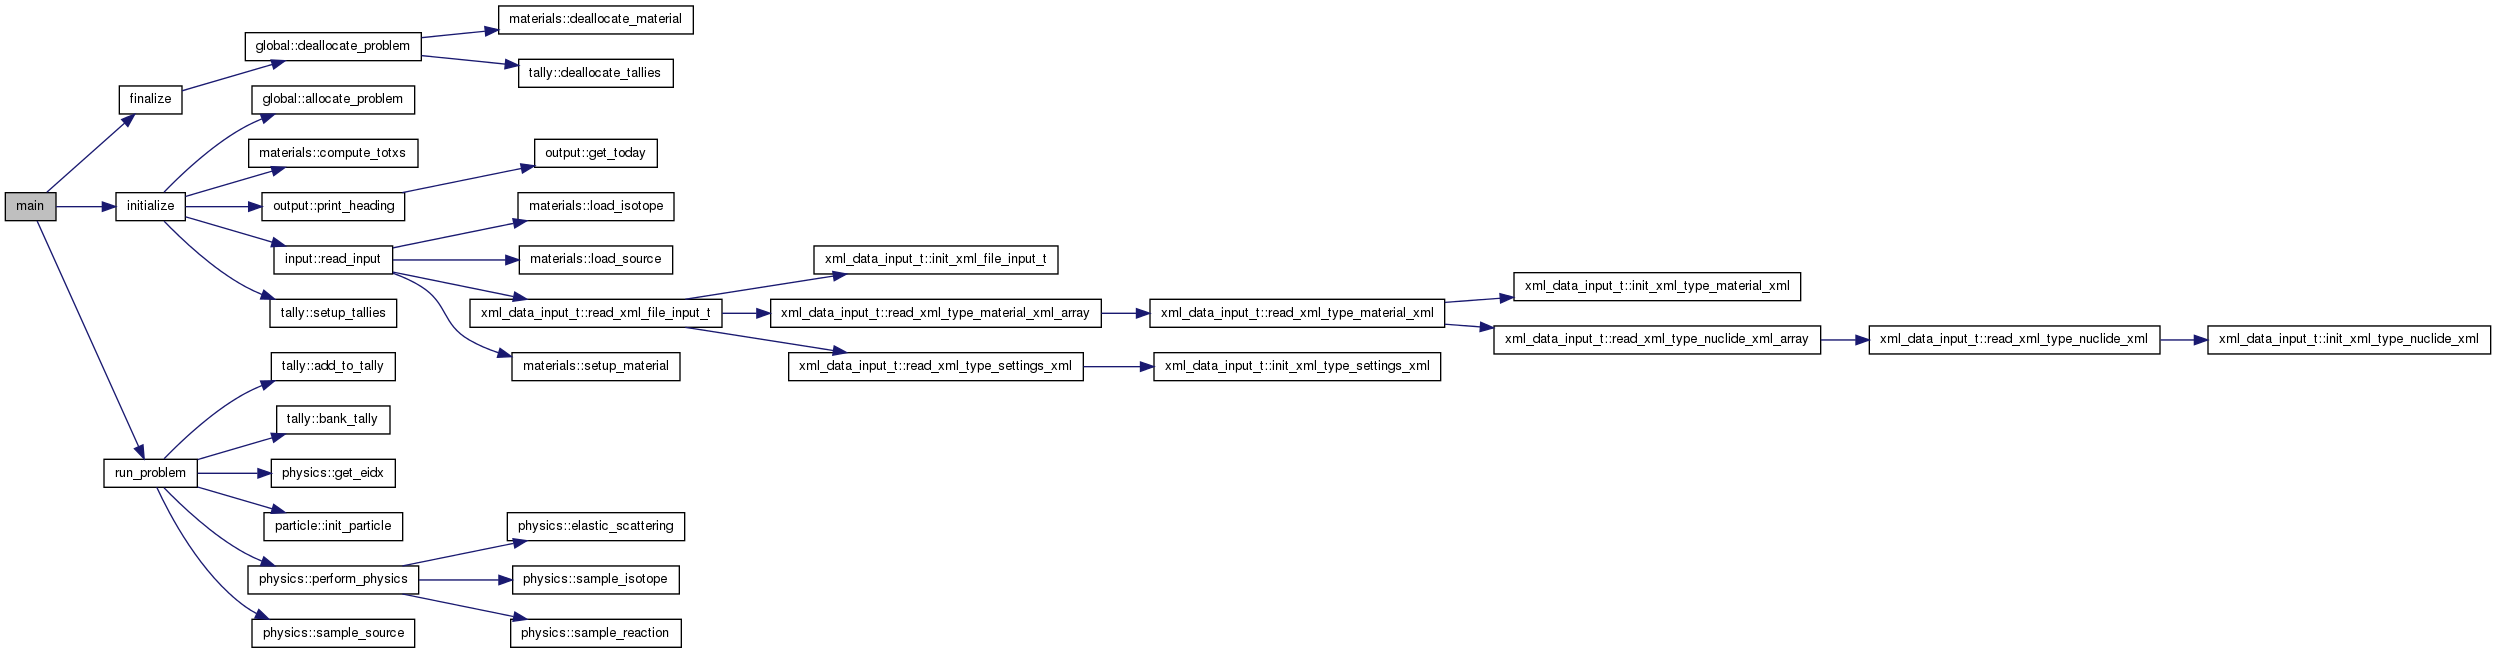 materials::deallocate_material
global::deallocate_problem
tally::deallocate_tallies
finalize
global::allocate_problem
materials::compute_totxs
output::get_today
main
initialize
output::print_heading
materials::load_isotope
input::read_input
materials::load_source
xml_data_input_t::init_xml_file_input_t
xml_data_input_t::init_xml_type_material_xml
tally::setup_tallies
xml_data_input_t::read_xml_file_input_t
xml_data_input_t::read_xml_type_material_xml_array
xml_data_input_t::read_xml_type_material_xml
xml_data_input_t::read_xml_type_nuclide_xml_array
xml_data_input_t::read_xml_type_nuclide_xml
xml_data_input_t::init_xml_type_nuclide_xml
tally::add_to_tally
materials::setup_material
xml_data_input_t::read_xml_type_settings_xml
xml_data_input_t::init_xml_type_settings_xml
tally::bank_tally
run_problem
physics::get_eidx
particle::init_particle
physics::elastic_scattering
physics::perform_physics
physics::sample_isotope
physics::sample_source
physics::sample_reaction